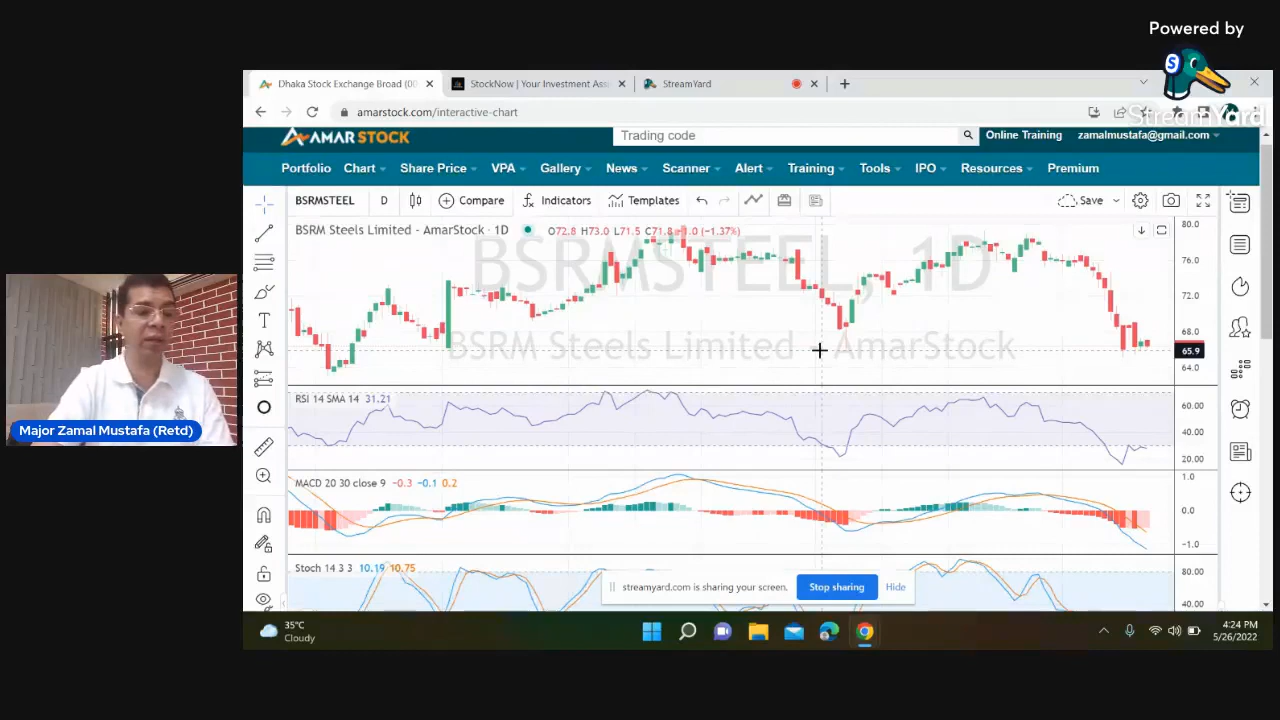 Powered by
StreamYard
Dhaka Stock Exchange Broad (00
StockNow | Your Investment Assi
StreamYard
amarstock.com/interactive-chart
AMAR STOCK
Trading code
Online Training
zamalmustafa@gmail.com
Portfolio Chart Share Price VPA Gallery News Scanner Alert Training Tools IPO Resources Premium
BSRMSTEEL D Compare Indicators Templates Save
BSRM Steels Limited - AmarStock · 1D O72.8 H73.0 L71.5 C71.8 −1.0 (−1.37%)
BSRMSTEEL, 1D
BSRM Steels Limited - AmarStock
80.0
76.0
72.0
68.0
65.9
64.0
RSI 14 SMA 14 31.21
60.00
40.00
20.00
MACD 20 30 close 9 −0.3 −0.1 0.2
1.0
0.0
−1.0
Stoch 14 3 3 10.19 10.75
80.00
40.00
streamyard.com is sharing your screen. Stop sharing Hide
Major Zamal Mustafa (Retd)
35°C
Cloudy
4:24 PM
5/26/2022